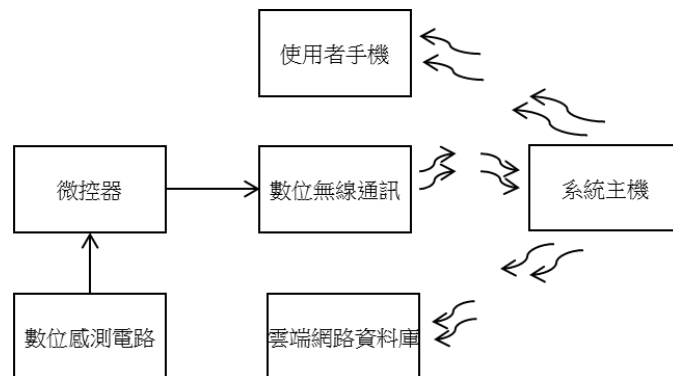 使用者手機
微控器
數位無線通訊
系統主機
數位感測電路
雲端網路資料庫